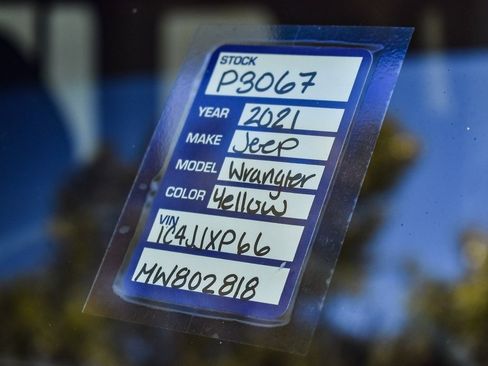 STOCK
P3067
YEAR 2021
MAKE Jeep
MODEL Wrangler
COLOR Yellow
VIN
1C4JJXP66
MW802818